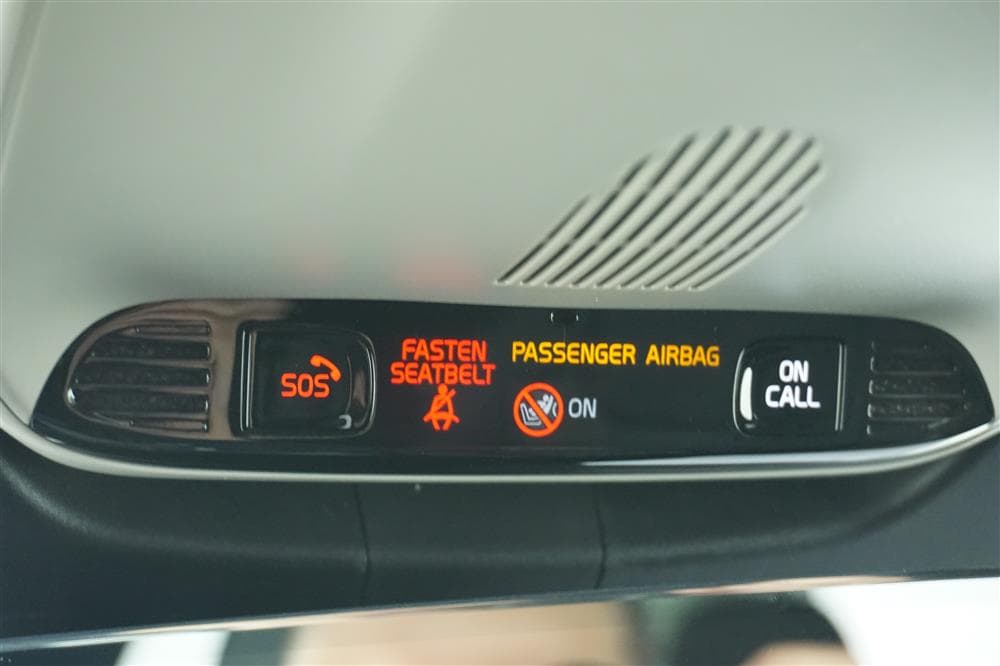 SOS
FASTEN
SEATBELT
PASSENGER AIRBAG
ON
ON
CALL